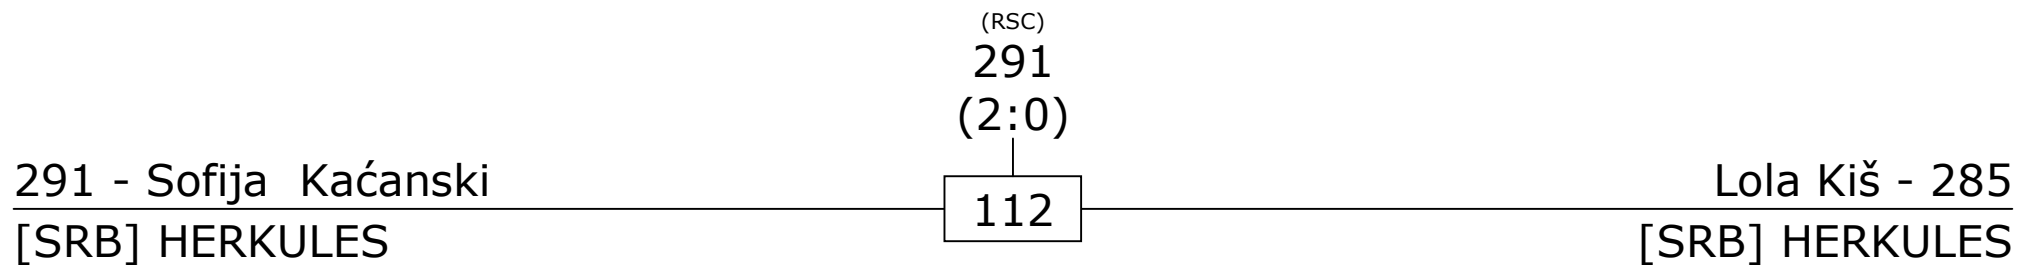 (RSC)
291
(2:0)
291 - Sofija  Kaćanski
112
Lola Kiš - 285
[SRB] HERKULES
[SRB] HERKULES